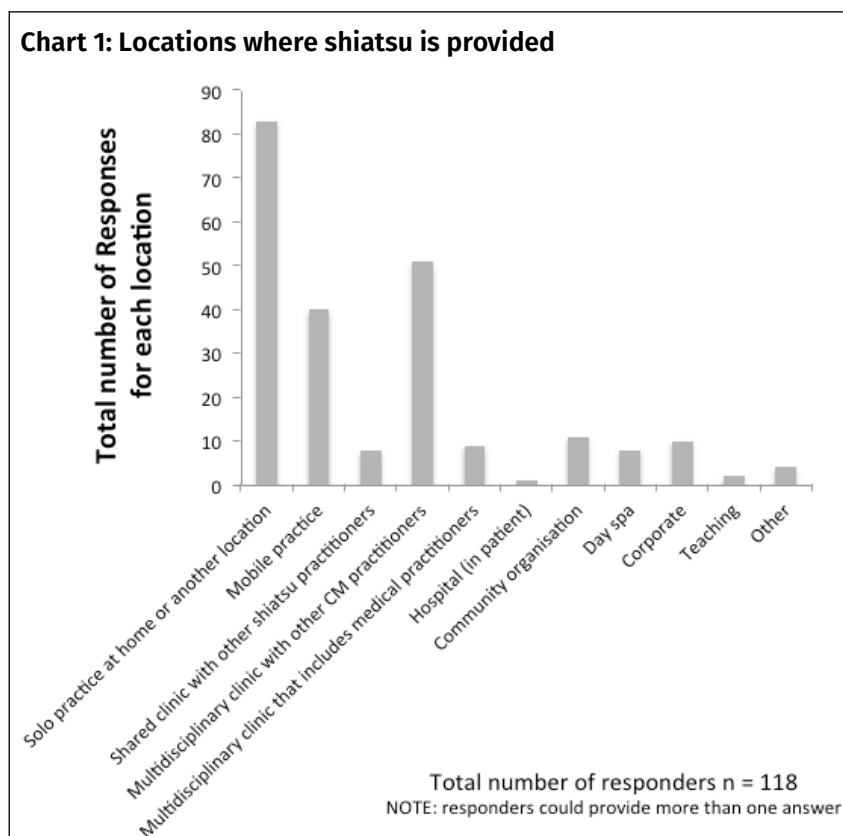 Chart 1: Locations where shiatsu is provided
Total number of Responses
for each location
90
80
70
60
50
40
30
20
10
0
Solo practice at home or another location
Mobile practice
Shared clinic with other shiatsu practitioners
Multidisciplinary clinic with other CM practitioners
Multidisciplinary clinic that includes medical practitioners
Hospital (in patient)
Community organisation
Day spa
Corporate
Teaching
Other
Total number of responders n = 118
NOTE: responders could provide more than one answer